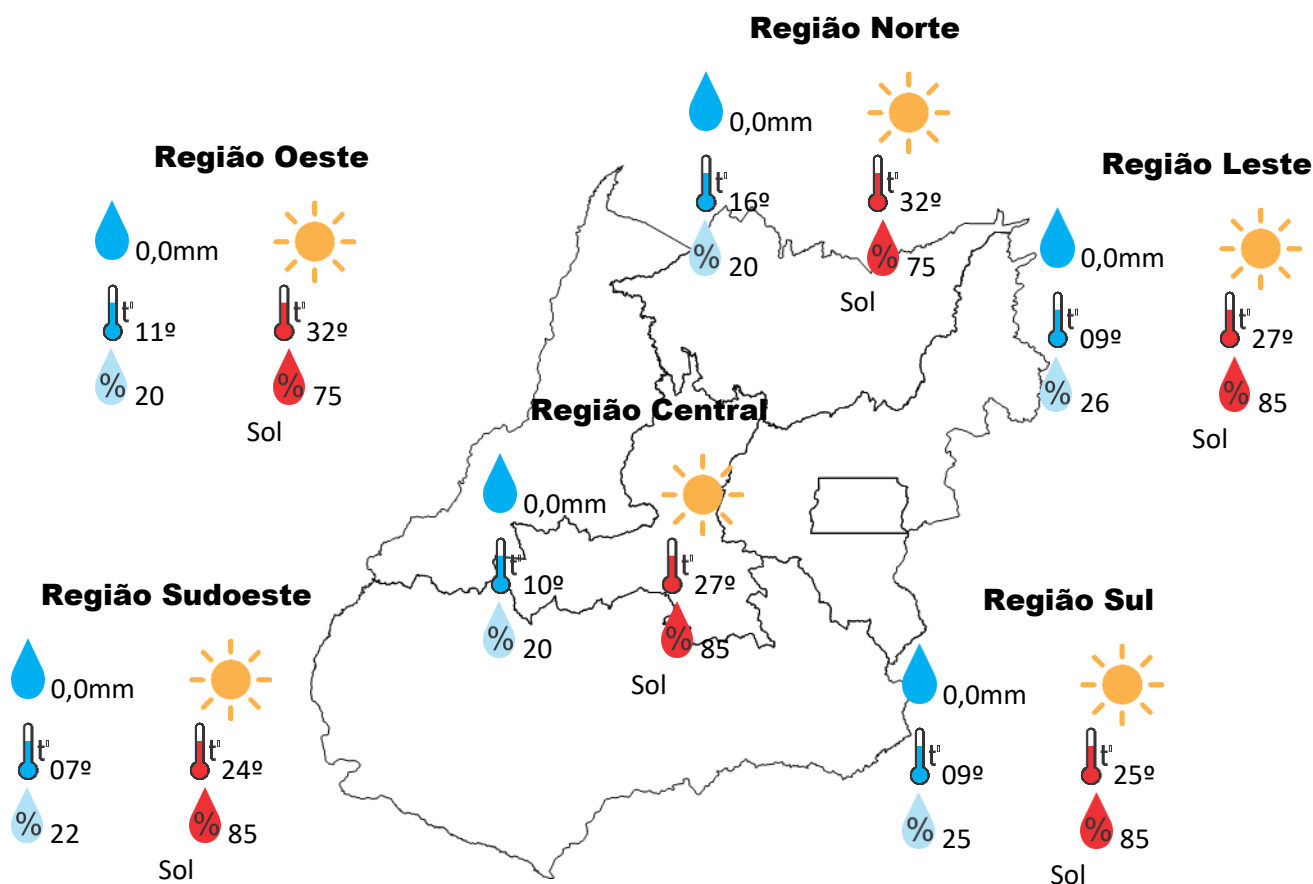 Região Norte
0,0mm
t°
16º
32º
%
20
%
75
Sol
Região Oeste
0,0mm
t°
11º
32º
%
20
%
75
Sol
Região Leste
0,0mm
t°
09º
27º
%
26
%
85
Sol
Região Central
0,0mm
t°
10º
27º
%
20
%
85
Sol
Região Sudoeste
0,0mm
t°
07º
24º
%
22
%
85
Sol
Região Sul
0,0mm
t°
09º
25º
%
25
%
85
Sol